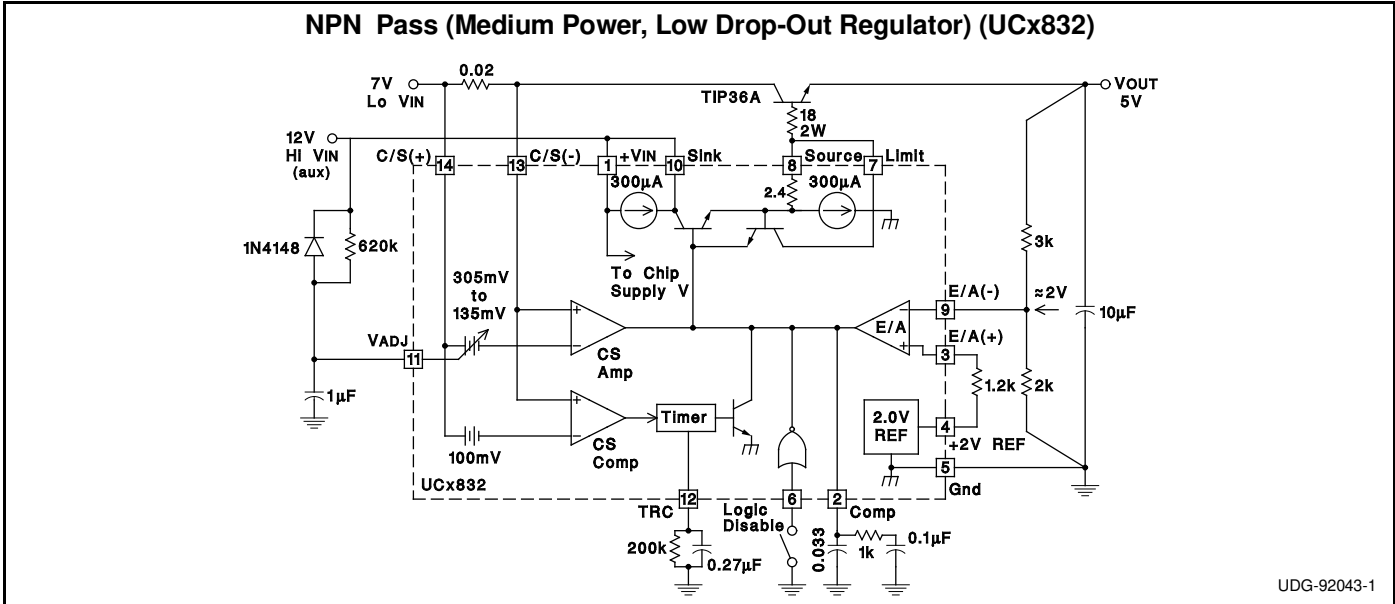 NPN Pass (Medium Power, Low Drop-Out Regulator) (UCx832)
7V
Lo VIN
0.02
TIP36A
VOUT
5V
18
2W
12V
HI VIN
(aux)
C/S(+)
14
13
C/S(-)
1
+VIN
10
Sink
8
Source
7
Limit
300µA
2.4
300µA
1N4148
620k
To Chip
Supply V
3k
305mV
to
135mV
E/A(-)
9
≈2V
10µF
E/A
E/A(+)
3
VADJ
11
+
-
CS
Amp
-
+
1.2k
2k
1µF
+
-
CS
Comp
Timer
2.0V
REF
4
+2V REF
100mV
5
Gnd
UCx832
12
TRC
6
Logic
Disable
2
Comp
200k
0.27µF
0.033
1k
0.1µF
UDG-92043-1